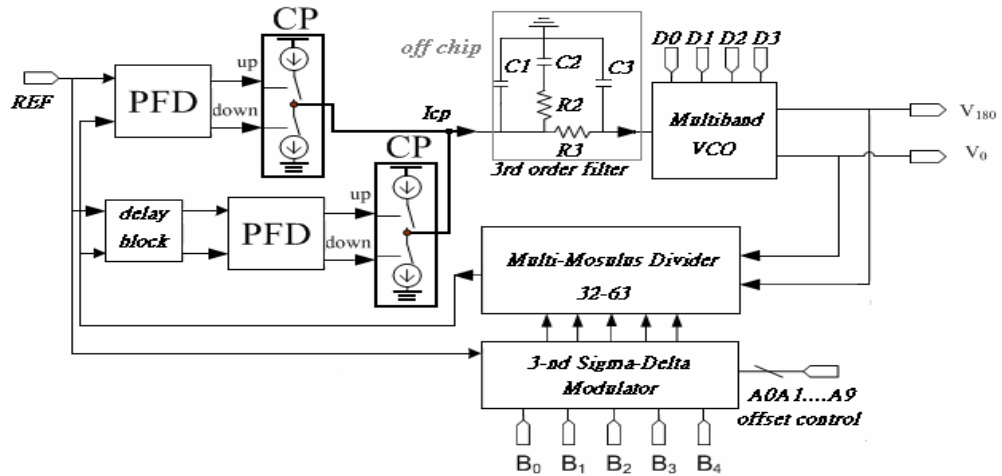 CP
off chip
D0 D1 D2 D3
C1
C2
C3
REF
PFD
up
down
Icp
R2
R3
3rd order filter
Multiband
VCO
V180
V0
CP
delay
block
PFD
up
down
Multi-Mosulus Divider
32-63
3-nd Sigma-Delta
Modulator
A0A1....A9
offset control
B0 B1 B2 B3 B4